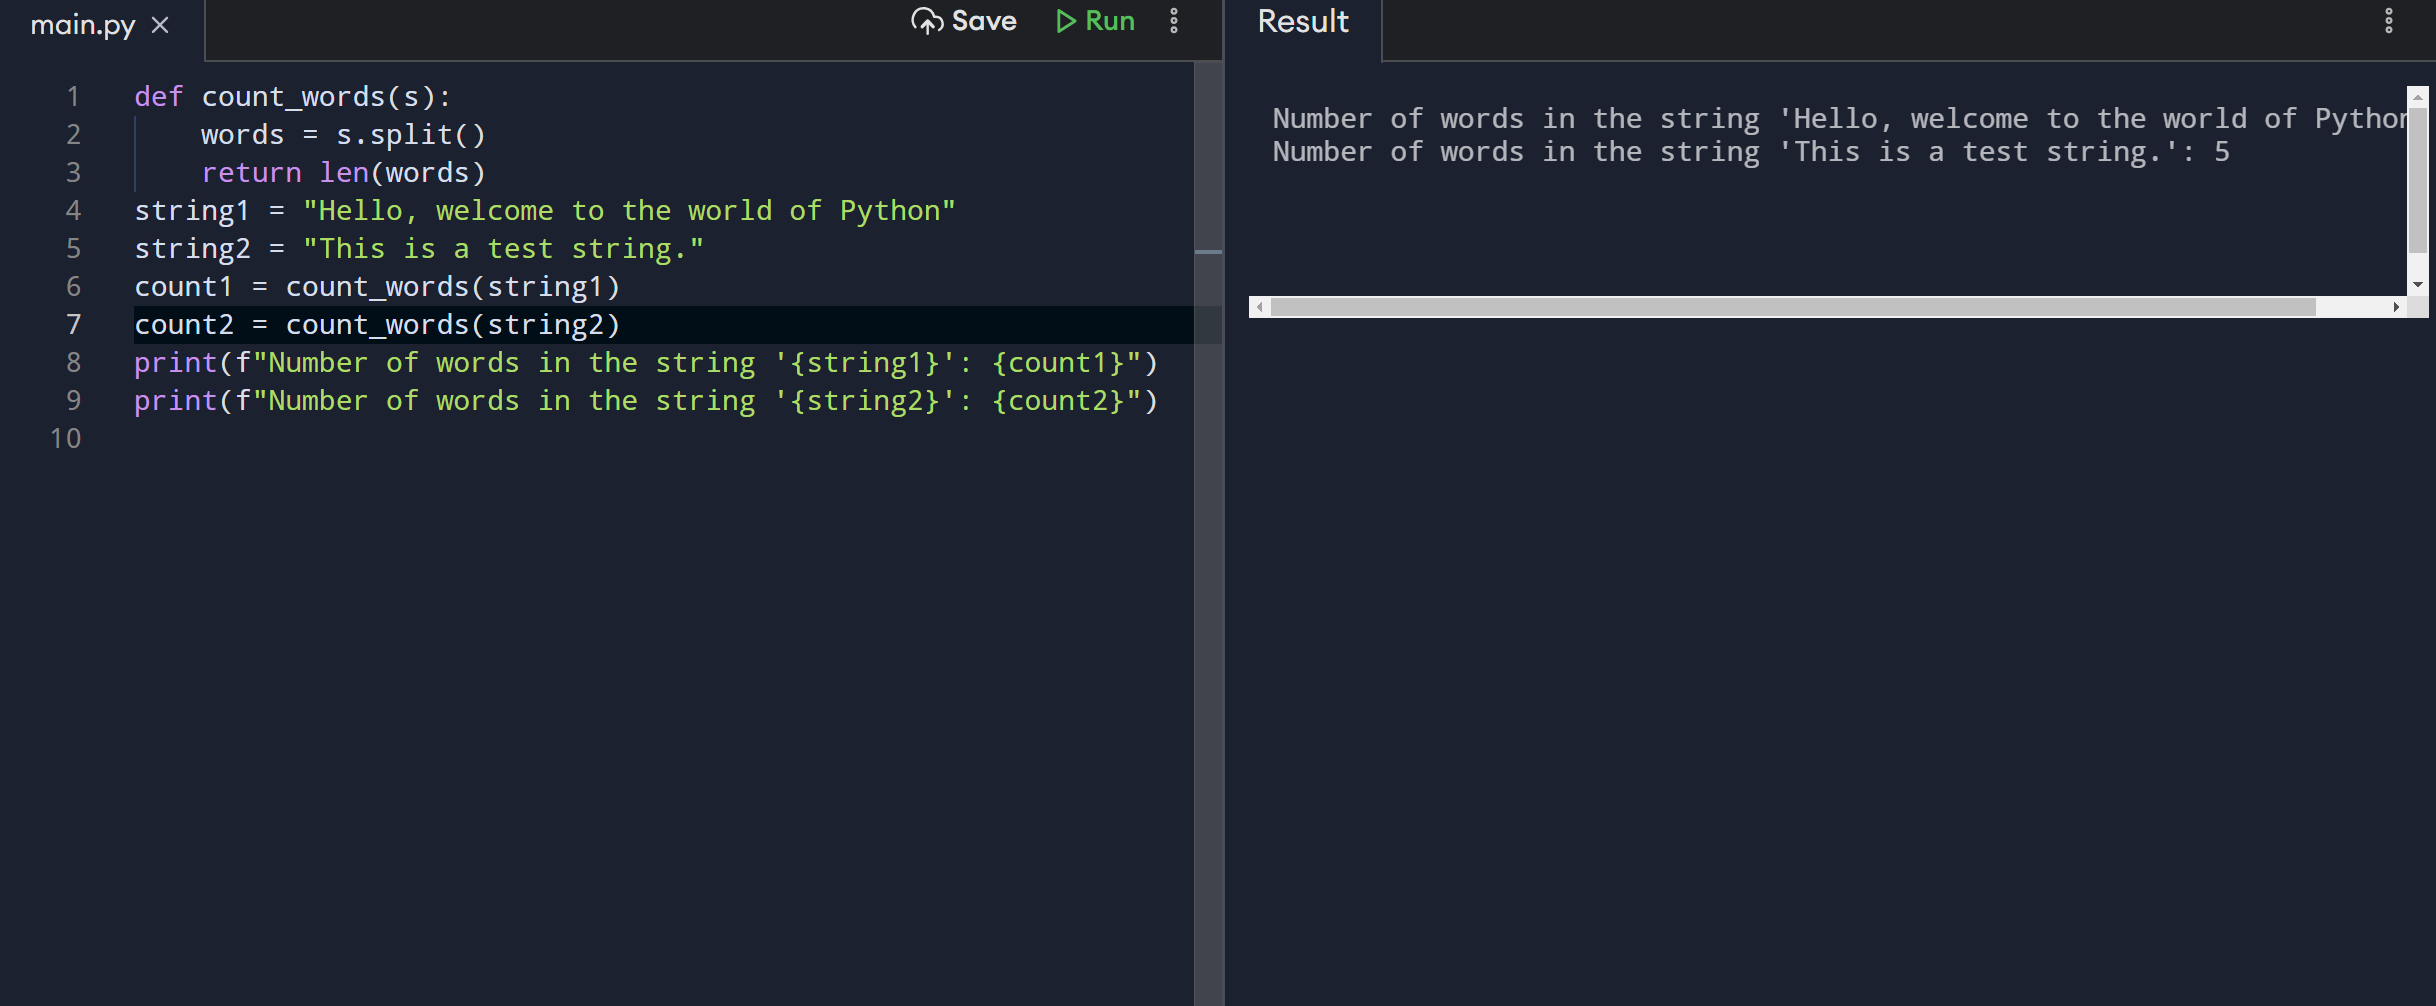 main.py
Save Run
Result
1 def count_words(s):
2     words = s.split()
3     return len(words)
4 string1 = "Hello, welcome to the world of Python"
5 string2 = "This is a test string."
6 count1 = count_words(string1)
7 count2 = count_words(string2)
8 print(f"Number of words in the string '{string1}': {count1}")
9 print(f"Number of words in the string '{string2}': {count2}")
10
Number of words in the string 'Hello, welcome to the world of Python
Number of words in the string 'This is a test string.': 5